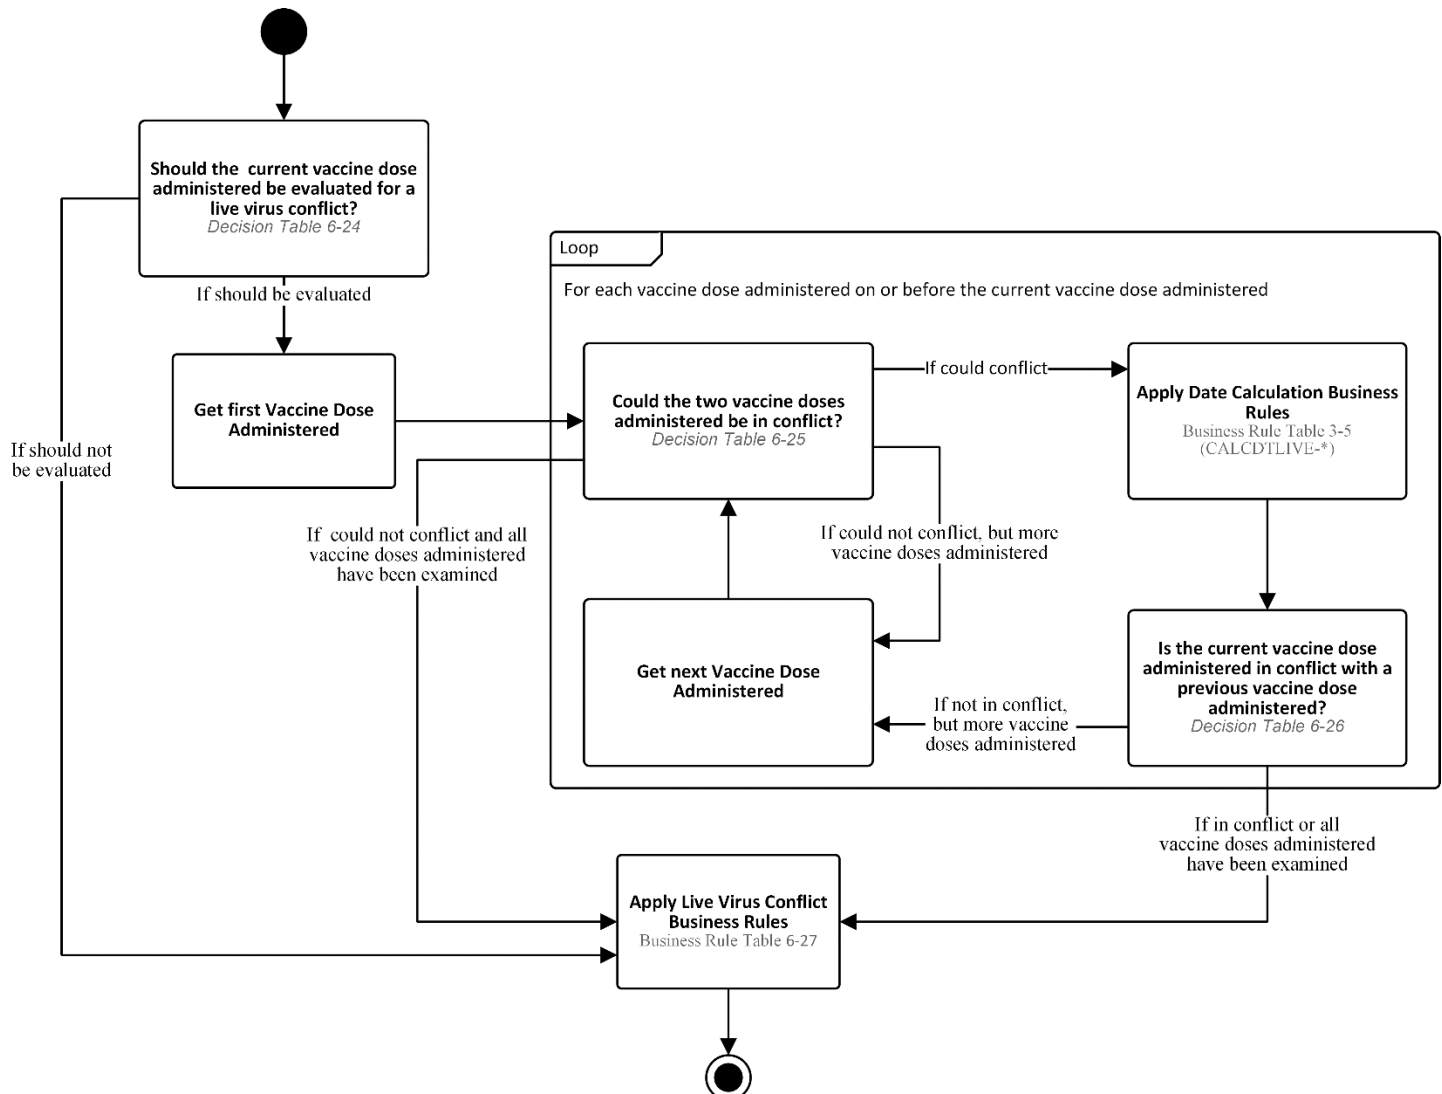 Should the current vaccine dose
administered be evaluated for a
live virus conflict?
Decision Table 6-24
If should be evaluated
Get first Vaccine Dose
Administered
If should not
be evaluated
Loop
For each vaccine dose administered on or before the current vaccine dose administered
Could the two vaccine doses
administered be in conflict?
Decision Table 6-25
If could conflict
Apply Date Calculation Business
Rules
Business Rule Table 3-5
(CALCDTLIVE-*)
If could not conflict and all
vaccine doses administered
have been examined
If could not conflict, but more
vaccine doses administered
Get next Vaccine Dose
Administered
If not in conflict,
but more vaccine
doses administered
Is the current vaccine dose
administered in conflict with a
previous vaccine dose
administered?
Decision Table 6-26
If in conflict or all
vaccine doses administered
have been examined
Apply Live Virus Conflict
Business Rules
Business Rule Table 6-27